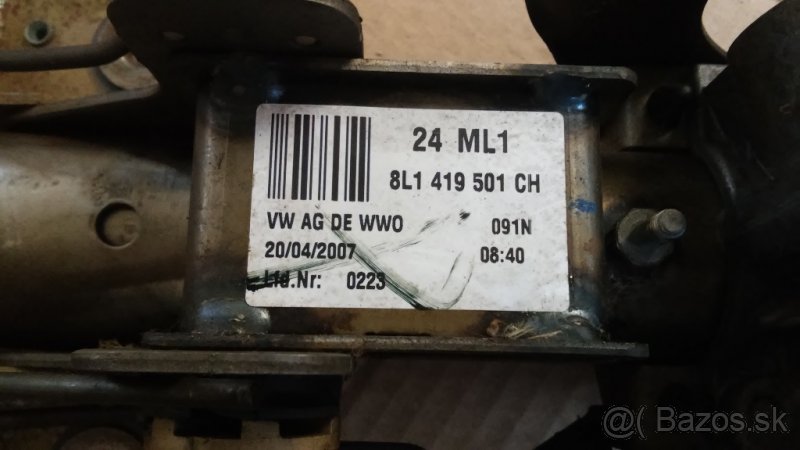 24 ML1
8L1 419 501 CH
VW AG DE WWO 091N
20/04/2007 08:40
Lfd.Nr: 0223
@( Bazos.sk